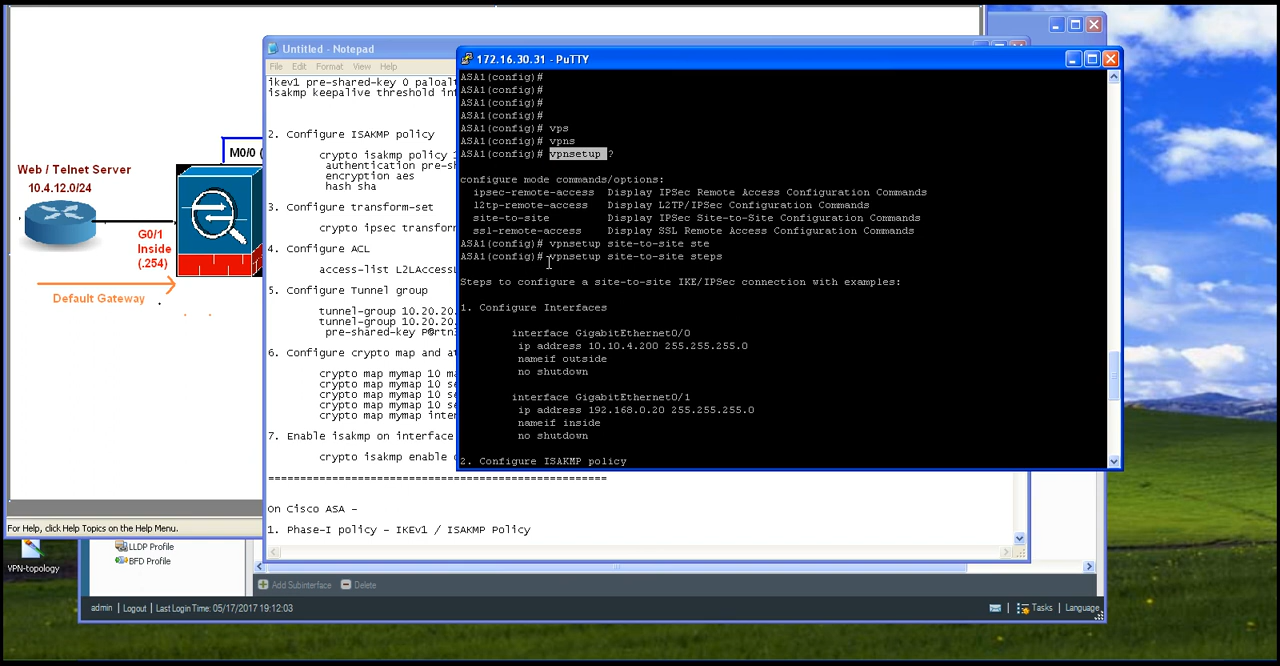 Web / Telnet Server
10.4.12.0/24
M0/0 (
G0/1
Inside
(.254)
Default Gateway
For Help, click Help Topics on the Help Menu.
VPN-topology
LLDP Profile
BFD Profile
Add Subinterface
Delete
admin | Logout | Last Login Time: 05/17/2017 19:12:03
Tasks
Language
Untitled - Notepad
File Edit Format View Help
ikev1 pre-shared-key 0 paloal
isakmp keepalive threshold in
2. Configure ISAKMP policy
crypto isakmp policy
authentication pre-sh
encryption aes
hash sha
3. Configure transform-set
crypto ipsec transfor
4. Configure ACL
access-list L2LAccessL
5. Configure Tunnel group
tunnel-group 10.20.20.
tunnel-group 10.20.20.
pre-shared-key P@rtn
6. Configure crypto map and at
crypto map mymap 10 ma
crypto map mymap 10 se
crypto map mymap 10 se
crypto map mymap 10 se
crypto map mymap inter
7. Enable isakmp on interface
crypto isakmp enable
=========================================================
On Cisco ASA -
1. Phase-I policy - IKEv1 / ISAKMP Policy
172.16.30.31 - PuTTY
ASA1(config)#
ASA1(config)#
ASA1(config)#
ASA1(config)#
ASA1(config)# vps
ASA1(config)# vpns
ASA1(config)# vpnsetup ?
configure mode commands/options:
ipsec-remote-access Display IPSec Remote Access Configuration Commands
l2tp-remote-access Display L2TP/IPSec Configuration Commands
site-to-site Display IPSec Site-to-Site Configuration Commands
ssl-remote-access Display SSL Remote Access Configuration Commands
ASA1(config)# vpnsetup site-to-site ste
ASA1(config)# vpnsetup site-to-site steps
Steps to configure a site-to-site IKE/IPSec connection with examples:
1. Configure Interfaces
interface GigabitEthernet0/0
ip address 10.10.4.200 255.255.255.0
nameif outside
no shutdown
interface GigabitEthernet0/1
ip address 192.168.0.20 255.255.255.0
nameif inside
no shutdown
2. Configure ISAKMP policy